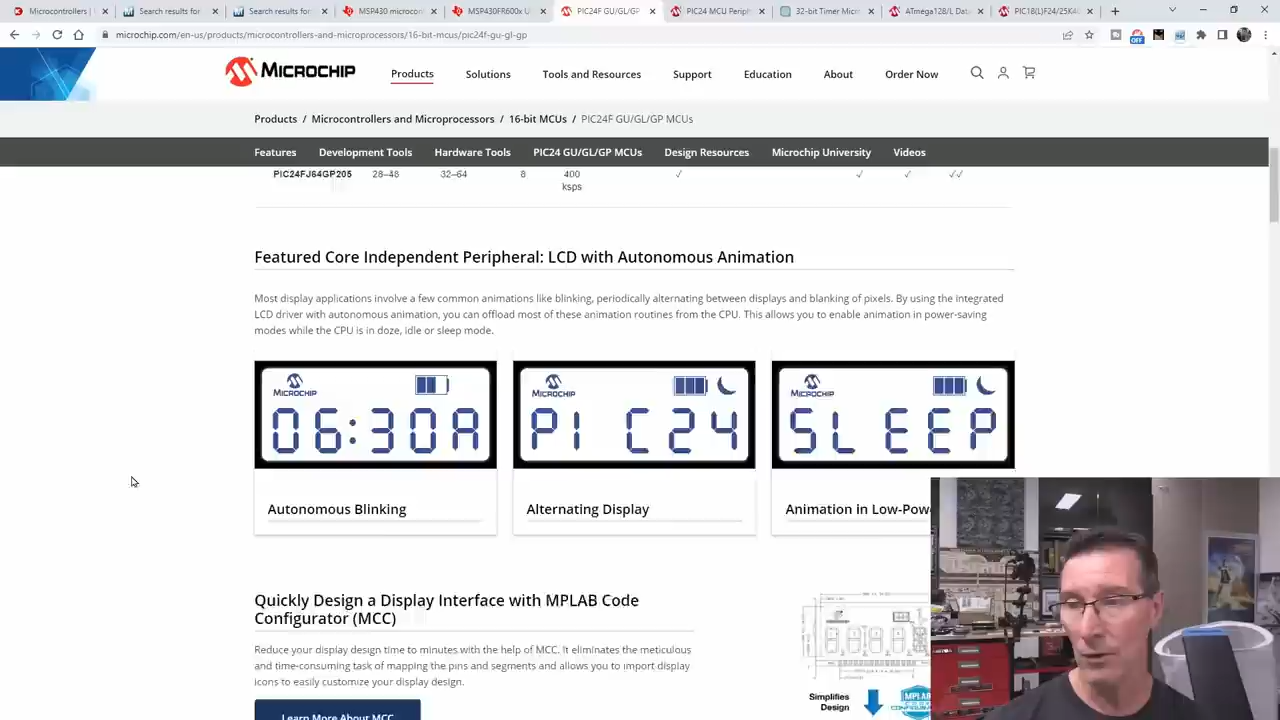 Microcontrollers
Search results for
Search results for
MSP430 microcont
MSP430FR600x U
PIC24F GU/GL/GP
PIC24 MCU Periph
32-bit Timer Micro
ATmega128/L Data
PIC18(L)F24/25K4
microchip.com/en-us/products/microcontrollers-and-microprocessors/16-bit-mcus/pic24f-gu-gl-gp
OFF
MICROCHIP
Products
Solutions
Tools and Resources
Support
Education
About
Order Now
Products / Microcontrollers and Microprocessors / 16-bit MCUs / PIC24F GU/GL/GP MCUs
Features
Development Tools
Hardware Tools
PIC24 GU/GL/GP MCUs
Design Resources
Microchip University
Videos
PIC24FJ64GP205 28–48 32–64 8 400 ksps √ √ √ √√
Featured Core Independent Peripheral: LCD with Autonomous Animation
Most display applications involve a few common animations like blinking, periodically alternating between displays and blanking of pixels. By using the integrated
LCD driver with autonomous animation, you can offload most of these animation routines from the CPU. This allows you to enable animation in power-saving
modes while the CPU is in doze, idle or sleep mode.
MICROCHIP
06:30A
MICROCHIP
PI C24
MICROCHIP
SL EEP
Autonomous Blinking
Alternating Display
Animation in Low-Pow
Quickly Design a Display Interface with MPLAB Code
Configurator (MCC)
Reduce your display design time to minutes with the help of MCC. It eliminates the meticulous
and time-consuming task of mapping the pins and segments and allows you to import display
icons to easily customize your display design.
Learn More About MCC
Simplifies
Design
MPLAB